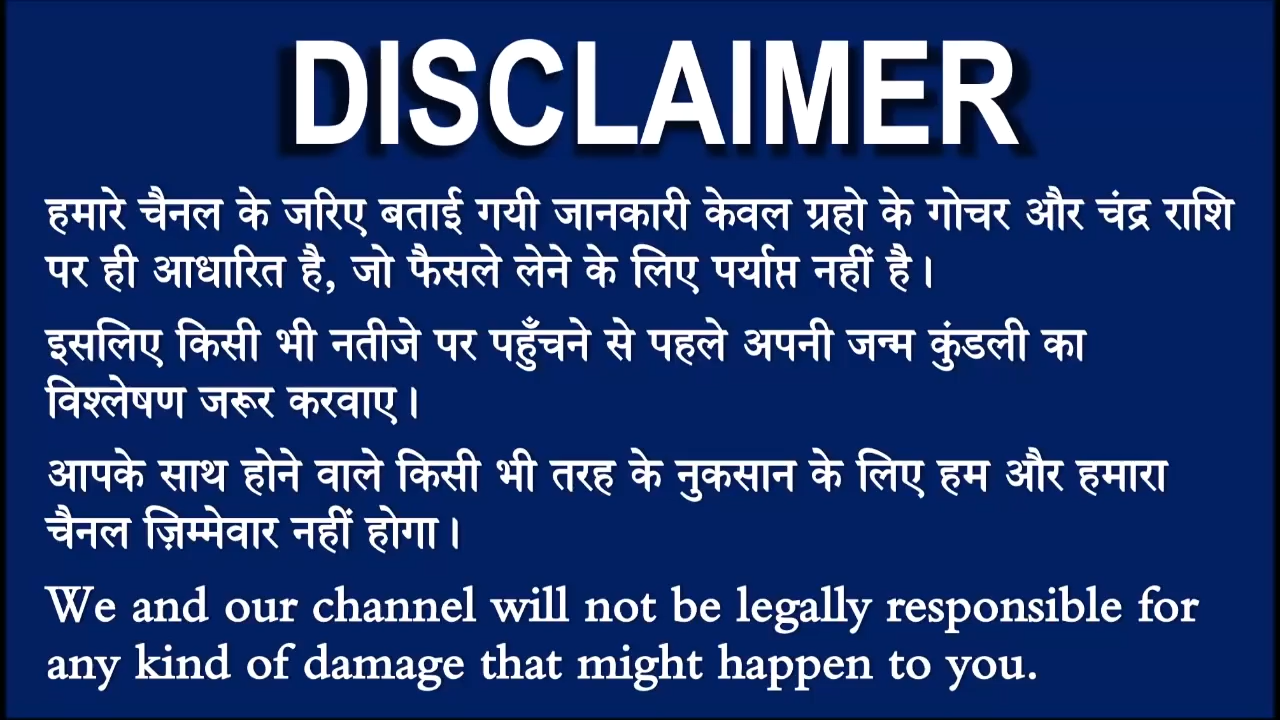 DISCLAIMER
हमारे चैनल के जरिए बताई गयी जानकारी केवल ग्रहो के गोचर और चंद्र राशि
पर ही आधारित है, जो फैसले लेने के लिए पर्याप्त नहीं है।
इसलिए किसी भी नतीजे पर पहुँचने से पहले अपनी जन्म कुंडली का
विश्लेषण जरूर करवाए।
आपके साथ होने वाले किसी भी तरह के नुकसान के लिए हम और हमारा
चैनल ज़िम्मेवार नहीं होगा।
We and our channel will not be legally responsible for
any kind of damage that might happen to you.